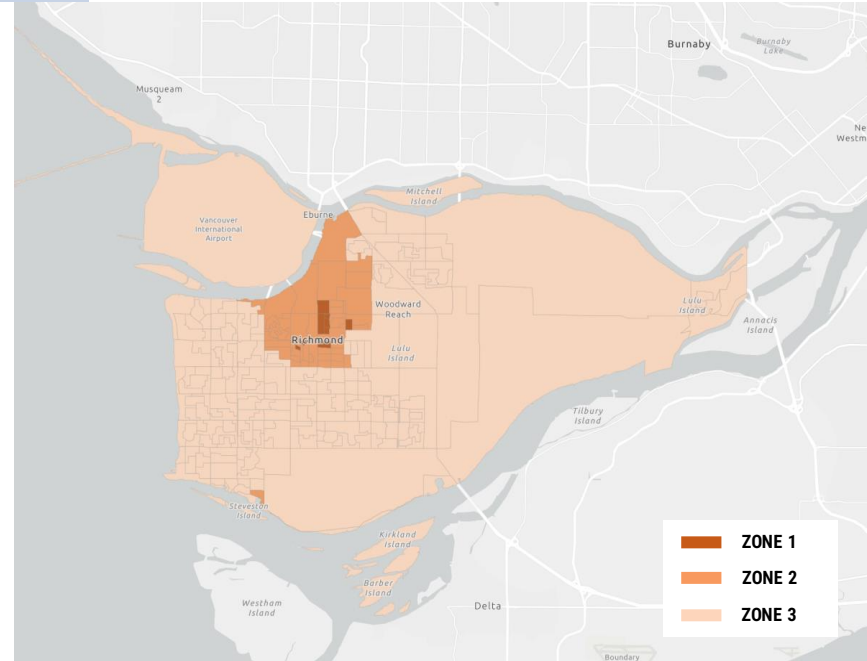 Burnaby
Burnaby
Lake
Musqueam
2
Ne
Westm
Mitchell
Island
Eburne
Vancouver
International
Airport
Woodward
Reach
Lulu
Island
Annacis
Island
Richmond
Lulu
Island
Tilbury
Island
Steveston
Island
Kirkland
Island
Barber
Island
Westham
Island
Delta
Boundary
ZONE 1
ZONE 2
ZONE 3